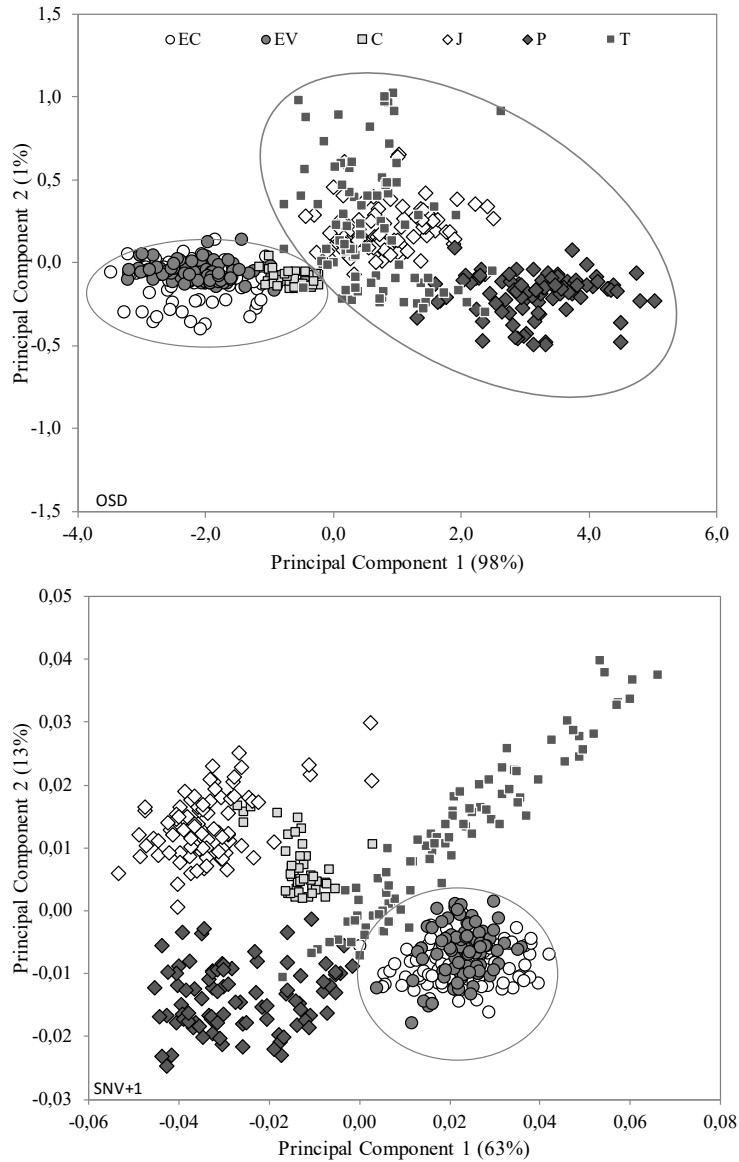 1,5
EC EV C J P T
1,0
0,5
0,0
-0,5
-1,0
-1,5
Principal Component 2 (1%)
OSD
-4,0 -2,0 0,0 2,0 4,0 6,0
Principal Component 1 (98%)
0,05
0,04
0,03
0,02
0,01
0,00
-0,01
-0,02
-0,03
Principal Component 2 (13%)
SNV+1
-0,06 -0,04 -0,02 0,00 0,02 0,04 0,06 0,08
Principal Component 1 (63%)